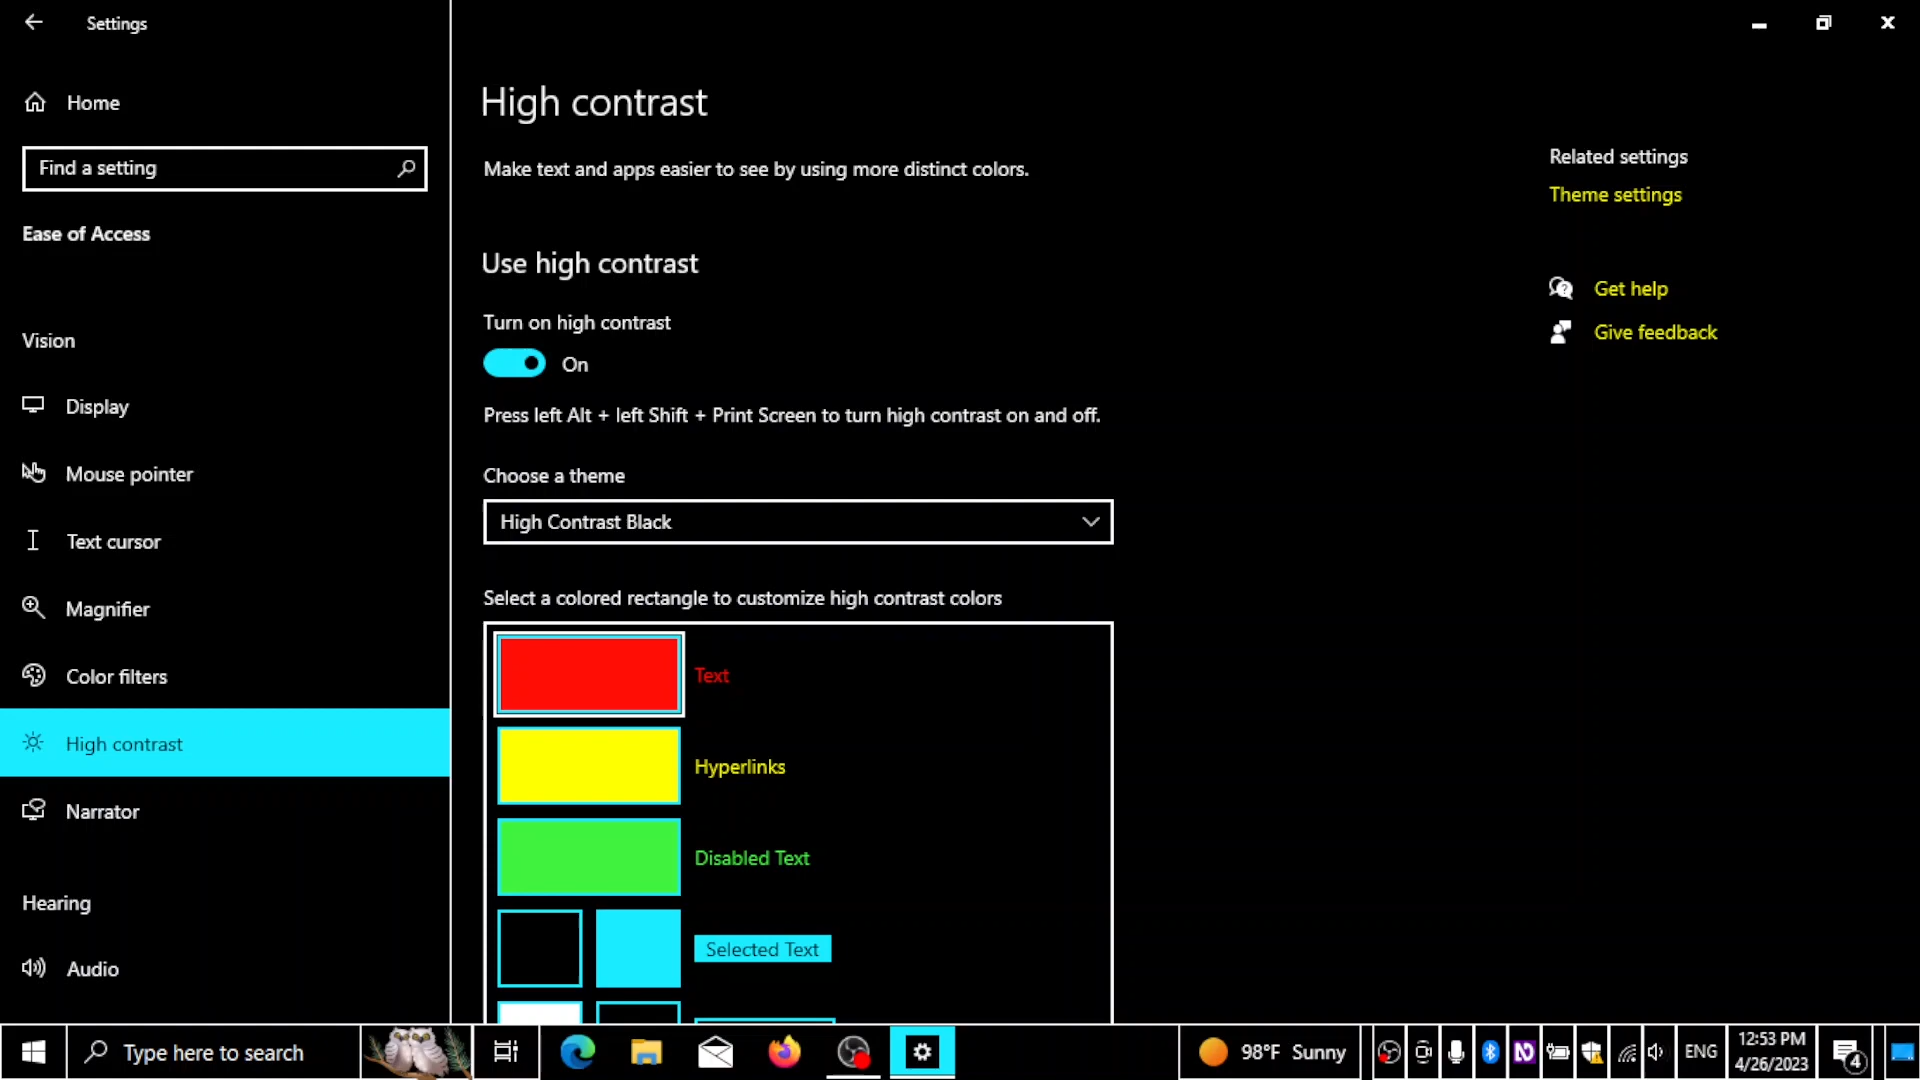 Settings
Home
Find a setting
Ease of Access
Vision
Display
Mouse pointer
Text cursor
Magnifier
Color filters
High contrast
Narrator
Hearing
Audio
High contrast
Make text and apps easier to see by using more distinct colors.
Use high contrast
Turn on high contrast
On
Press left Alt + left Shift + Print Screen to turn high contrast on and off.
Choose a theme
High Contrast Black
Select a colored rectangle to customize high contrast colors
Text
Hyperlinks
Disabled Text
Selected Text
Related settings
Theme settings
Get help
Give feedback
Type here to search
98°F Sunny
N
ENG
12:53 PM
4/26/2023
4